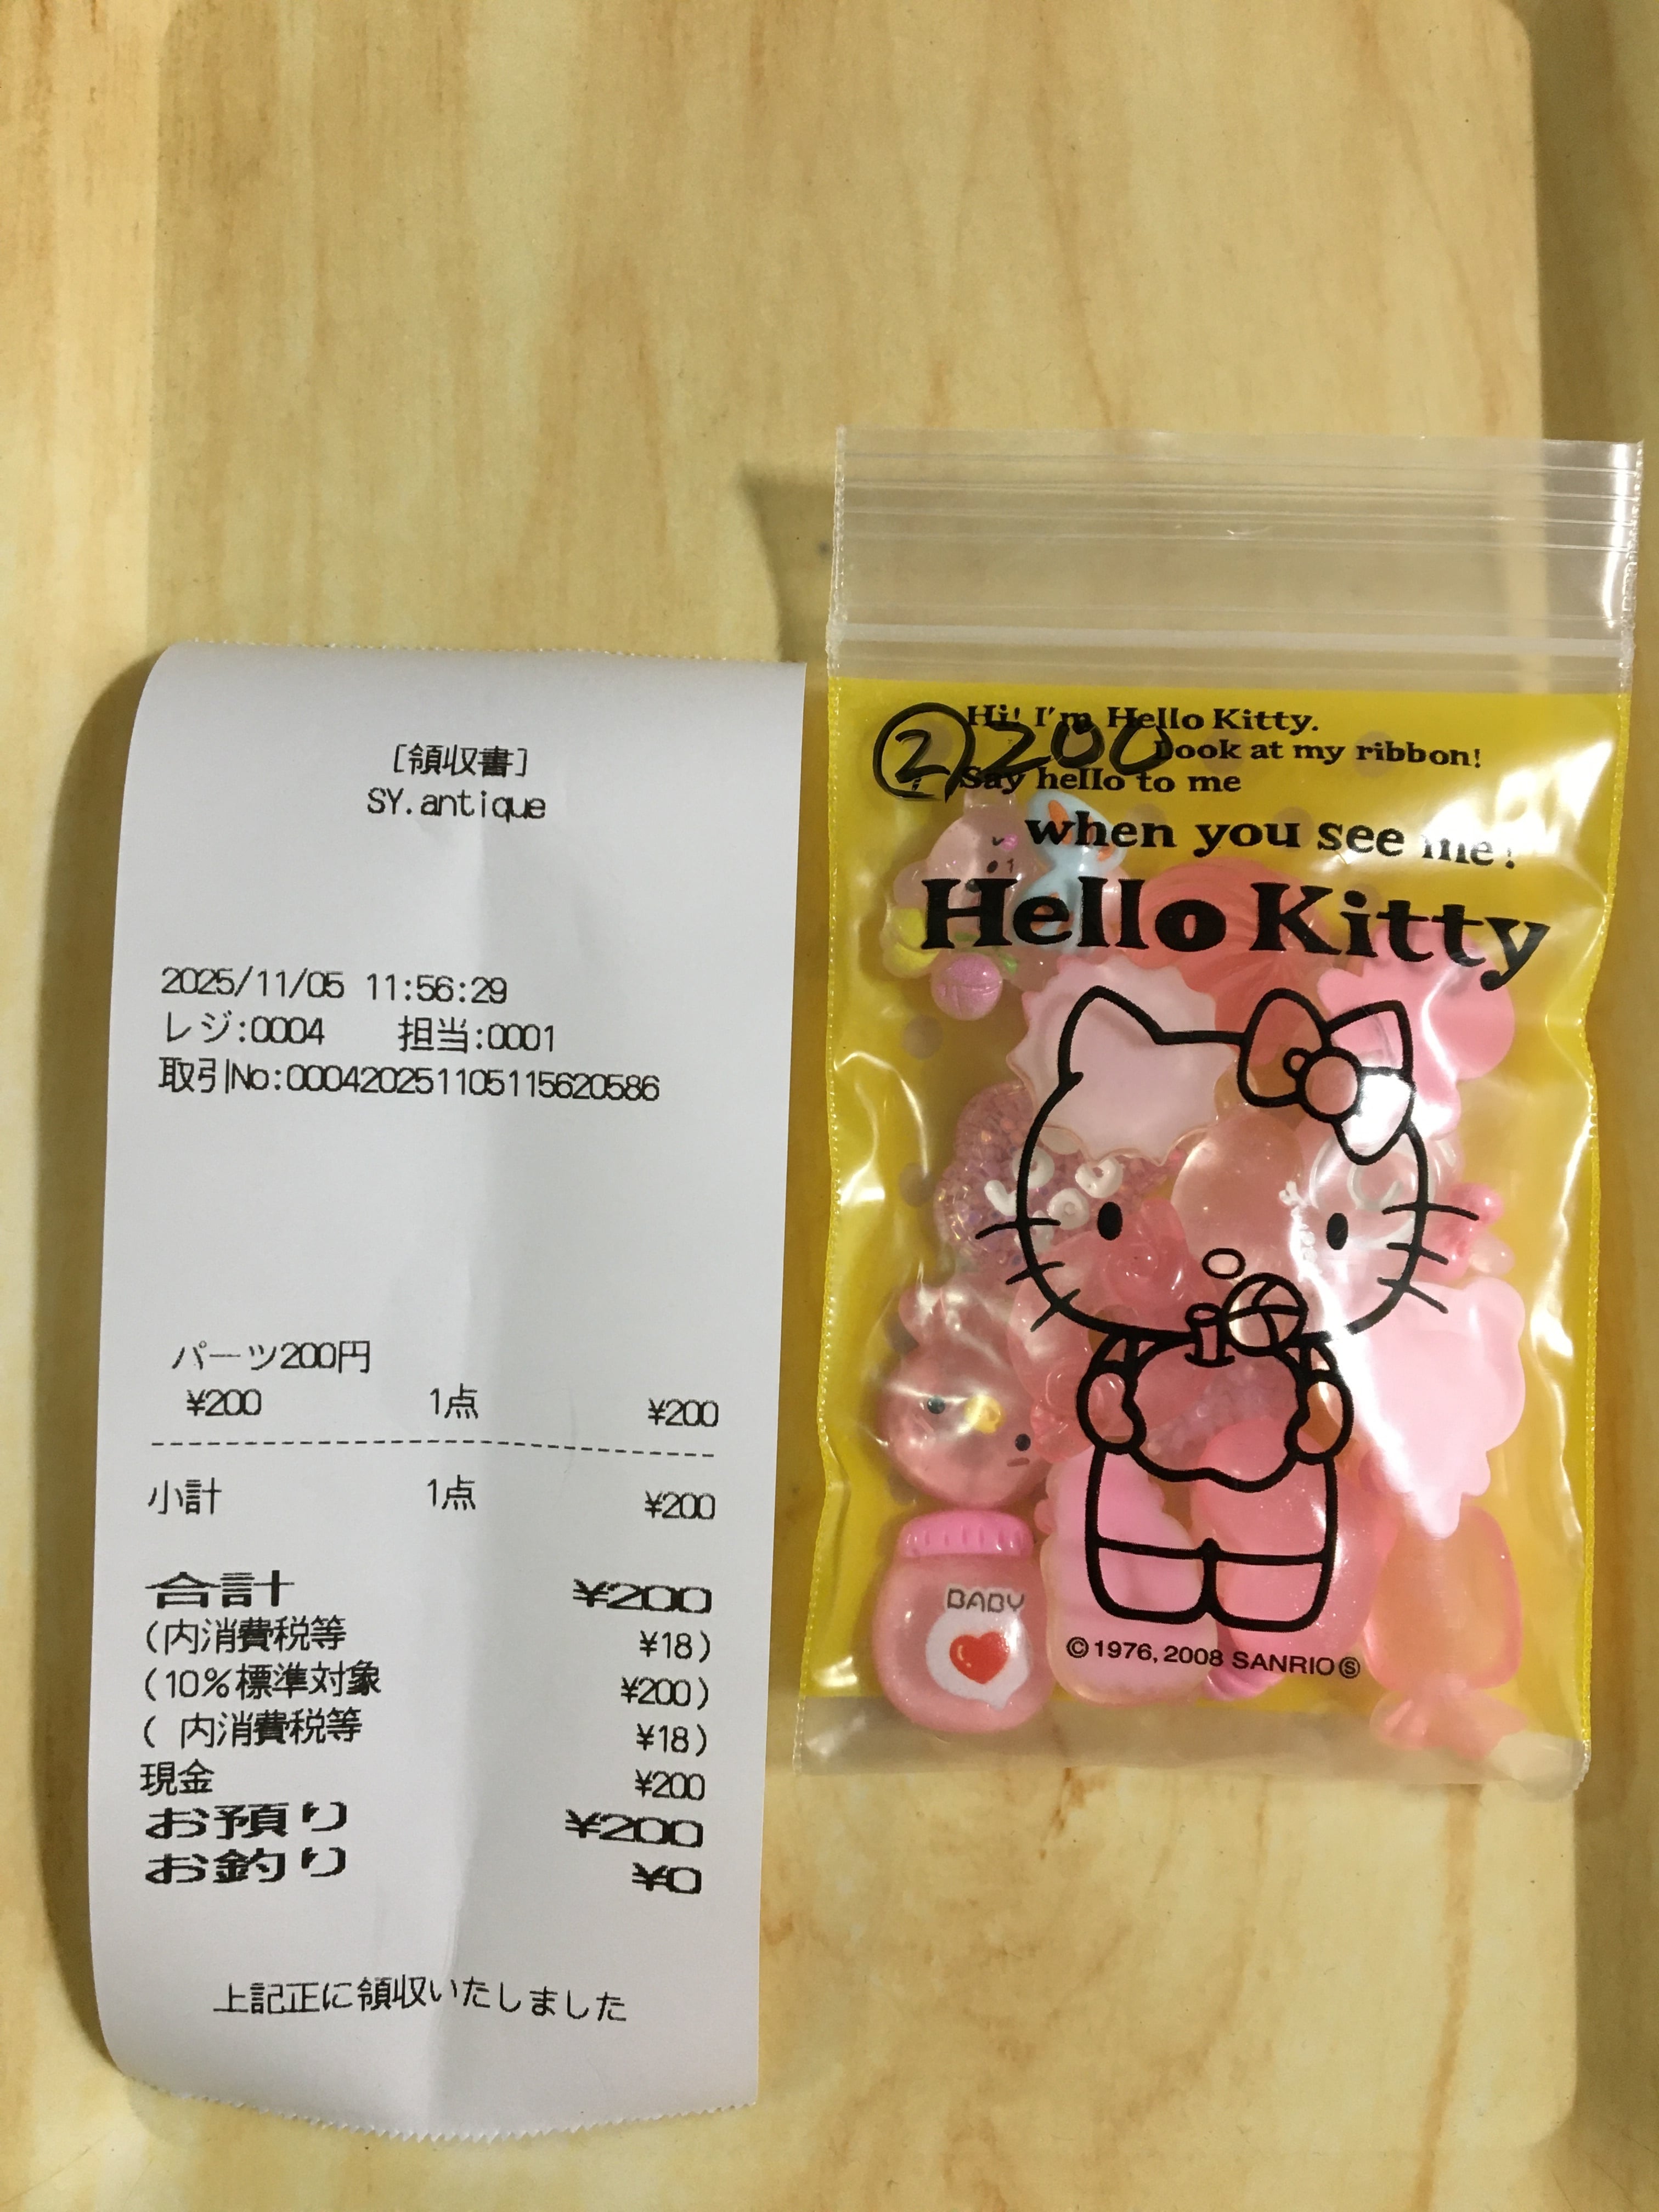 [領収書]
SY.antique
2025/11/05 11:56:29
レジ:0004 担当:0001
取引No:000420251105115620586
パーツ200円
¥200 1点 ¥200
小計 1点 ¥200
合計 ¥200
(内消費税等 ¥18)
(10%標準対象 ¥200)
( 内消費税等 ¥18)
現金 ¥200
お預り ¥200
お釣り ¥0
上記正に領収いたしました
② 200
Hi! I'm Hello Kitty.
Look at my ribbon!
Say hello to me
when you see me!
Hello Kitty
BABY
© 1976, 2008 SANRIO Ⓢ